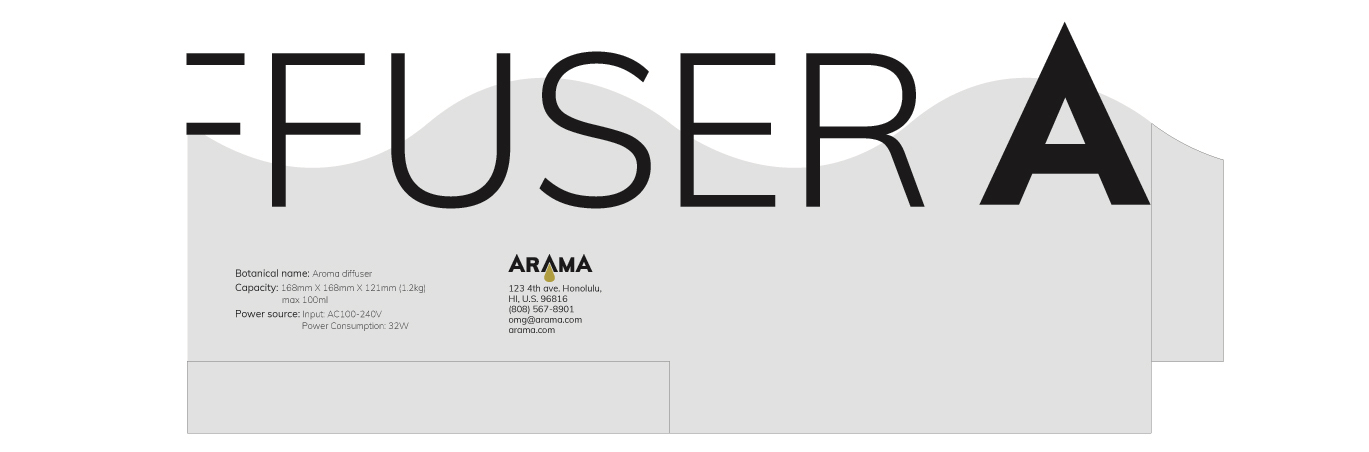 FFUSER A
Botanical name: Aroma diffuser
Capacity: 168mm X 168mm X 121mm (1.2kg)
max 100ml
Power source: Input: AC100-240V
Power Consumption: 32W
ARAMA
123 4th ave. Honolulu,
HI, U.S. 96816
(808) 567-8901
omg@arama.com
arama.com